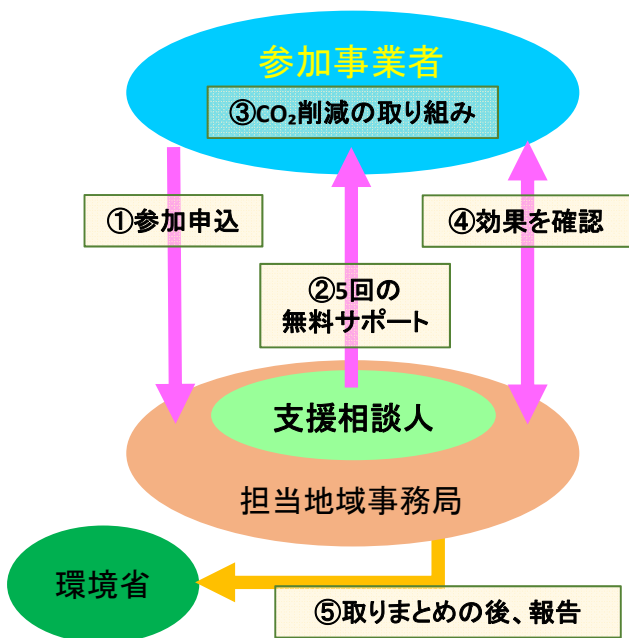 参加事業者
③CO₂削減の取り組み
①参加申込
④効果を確認
②5回の
無料サポート
支援相談人
担当地域事務局
環境省
⑤取りまとめの後、報告